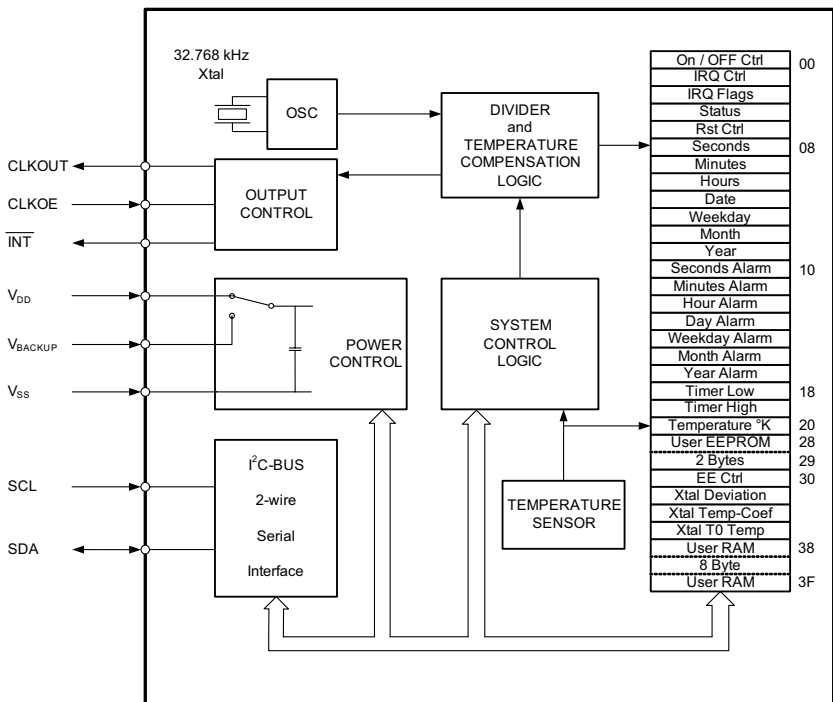 32.768 kHz
Xtal
OSC
DIVIDER
and
TEMPERATURE
COMPENSATION
LOGIC
CLKOUT
CLKOE
INT
OUTPUT
CONTROL
V_DD
V_BACKUP
V_SS
POWER
CONTROL
SYSTEM
CONTROL
LOGIC
SCL
SDA
I²C-BUS
2-wire
Serial
Interface
TEMPERATURE
SENSOR
On / OFF Ctrl 00
IRQ Ctrl
IRQ Flags
Status
Rst Ctrl
Seconds 08
Minutes
Hours
Date
Weekday
Month
Year
Seconds Alarm 10
Minutes Alarm
Hour Alarm
Day Alarm
Weekday Alarm
Month Alarm
Year Alarm
Timer Low 18
Timer High
Temperature °K 20
User EEPROM 28
2 Bytes 29
EE Ctrl 30
Xtal Deviation
Xtal Temp-Coef
Xtal T0 Temp
User RAM 38
8 Byte
User RAM 3F